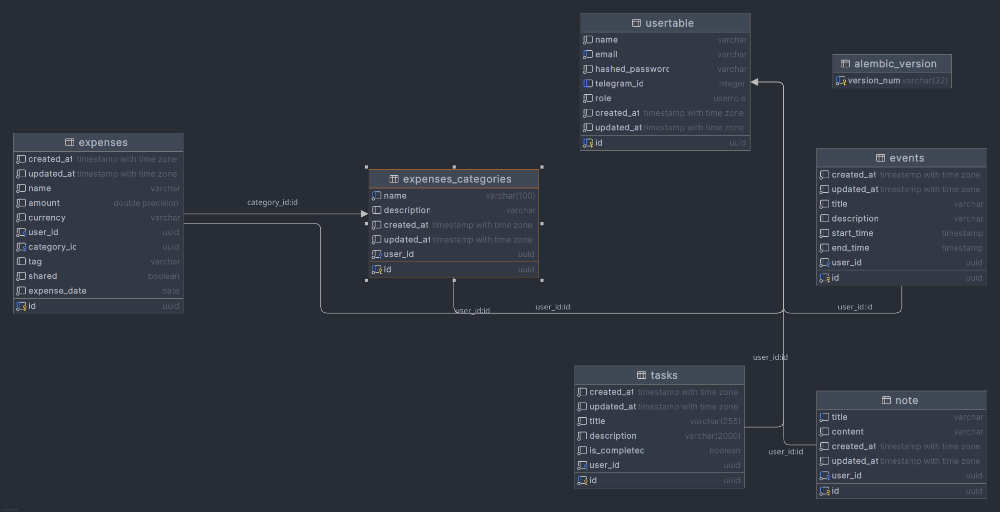 usertable
name varchar
email varchar
hashed_password varchar
telegram_id integer
role userrole
created_at timestamp with time zone
updated_at timestamp with time zone
id uuid
alembic_version
version_num varchar(32)
expenses
created_at timestamp with time zone
updated_at timestamp with time zone
name varchar
amount double precision
currency varchar
user_id uuid
category_id uuid
tag varchar
shared boolean
expense_date date
id uuid
category_id:id
expenses_categories
name varchar(100)
description varchar
created_at timestamp with time zone
updated_at timestamp with time zone
user_id uuid
id uuid
events
created_at timestamp with time zone
updated_at timestamp with time zone
title varchar
description varchar
start_time timestamp
end_time timestamp
user_id uuid
id uuid
user_id:id
user_id:id
user_id:id
user_id:id
tasks
created_at timestamp with time zone
updated_at timestamp with time zone
title varchar(255)
description varchar(2000)
is_completed boolean
user_id uuid
id uuid
user_id:id
note
title varchar
content varchar
created_at timestamp with time zone
updated_at timestamp with time zone
user_id uuid
id uuid